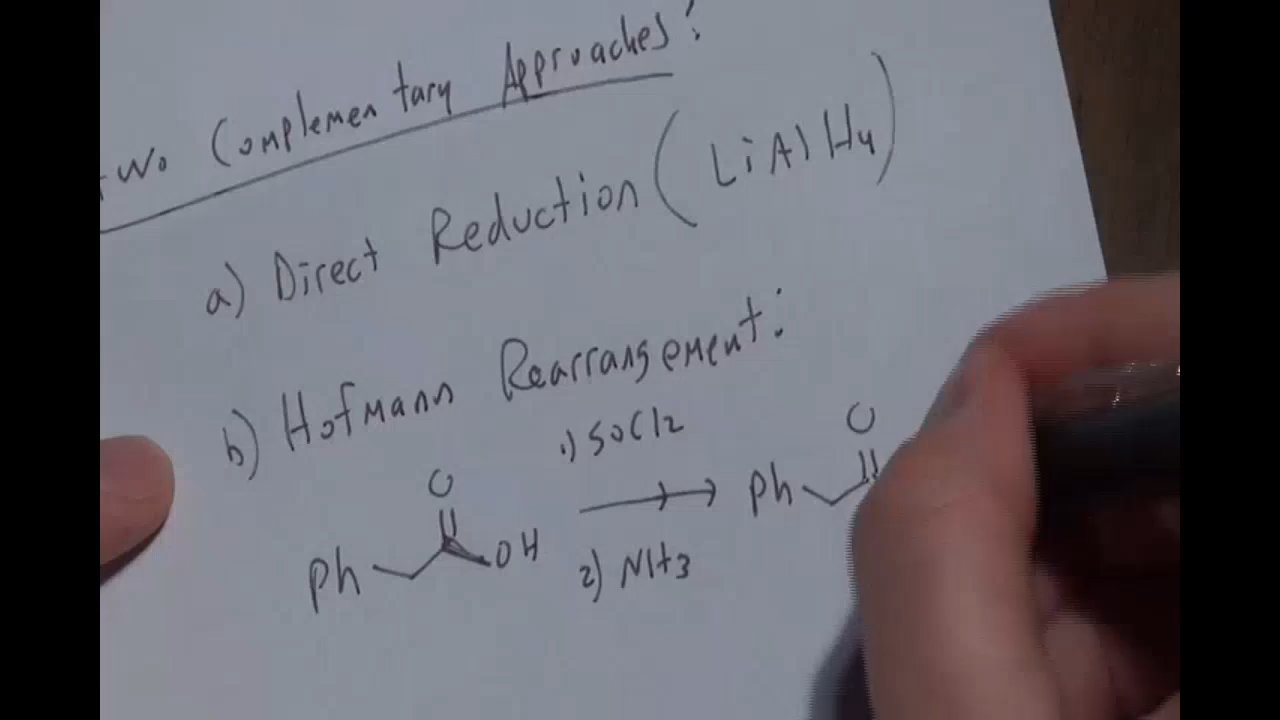 Two Complementary Approaches:
a) Direct Reduction (LiAlH4)
b) Hofmann Rearrangement:
1.) SOCl2
O
O
Ph
OH
Ph
2) NH3